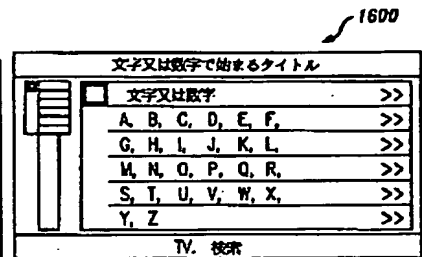 1600
文字又は数字で始まるタイトル
文字又は数字 >>
A, B, C, D, E, F, >>
G, H, I, J, K, L, >>
M, N, O, P, Q, R, >>
S, T, U, V, W, X, >>
Y, Z >>
TV. 検索